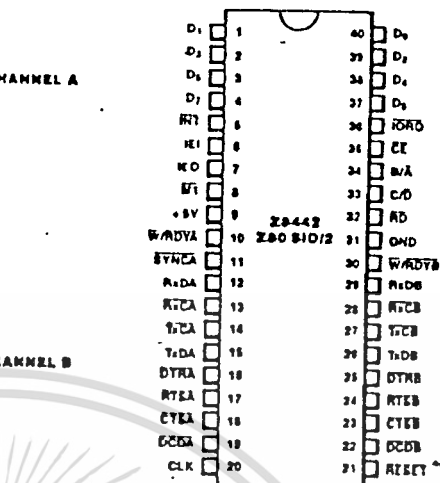 D1 1 40 D0
D3 2 39 D2
D5 3 38 D4
CHANNEL A
D7 4 37 D6
INT 5 36 IORQ
IEI 6 35 CE
IEO 7 34 B/A
M1 8 33 C/D
+5V 9 32 RD
Z8442
Z80 SIO/2
W/RDYA 10 31 GND
SYNCA 11 30 W/RDYB
RxDA 12 29 RxDB
RxCA 13 28 RxCB
TxCA 14 27 TxCB
CHANNEL B
TxDA 15 26 TxDB
DTRA 16 25 DTRB
RTSA 17 24 RTSB
CTSA 18 23 CTSB
DCDA 19 22 DCDB
CLK 20 21 RESET